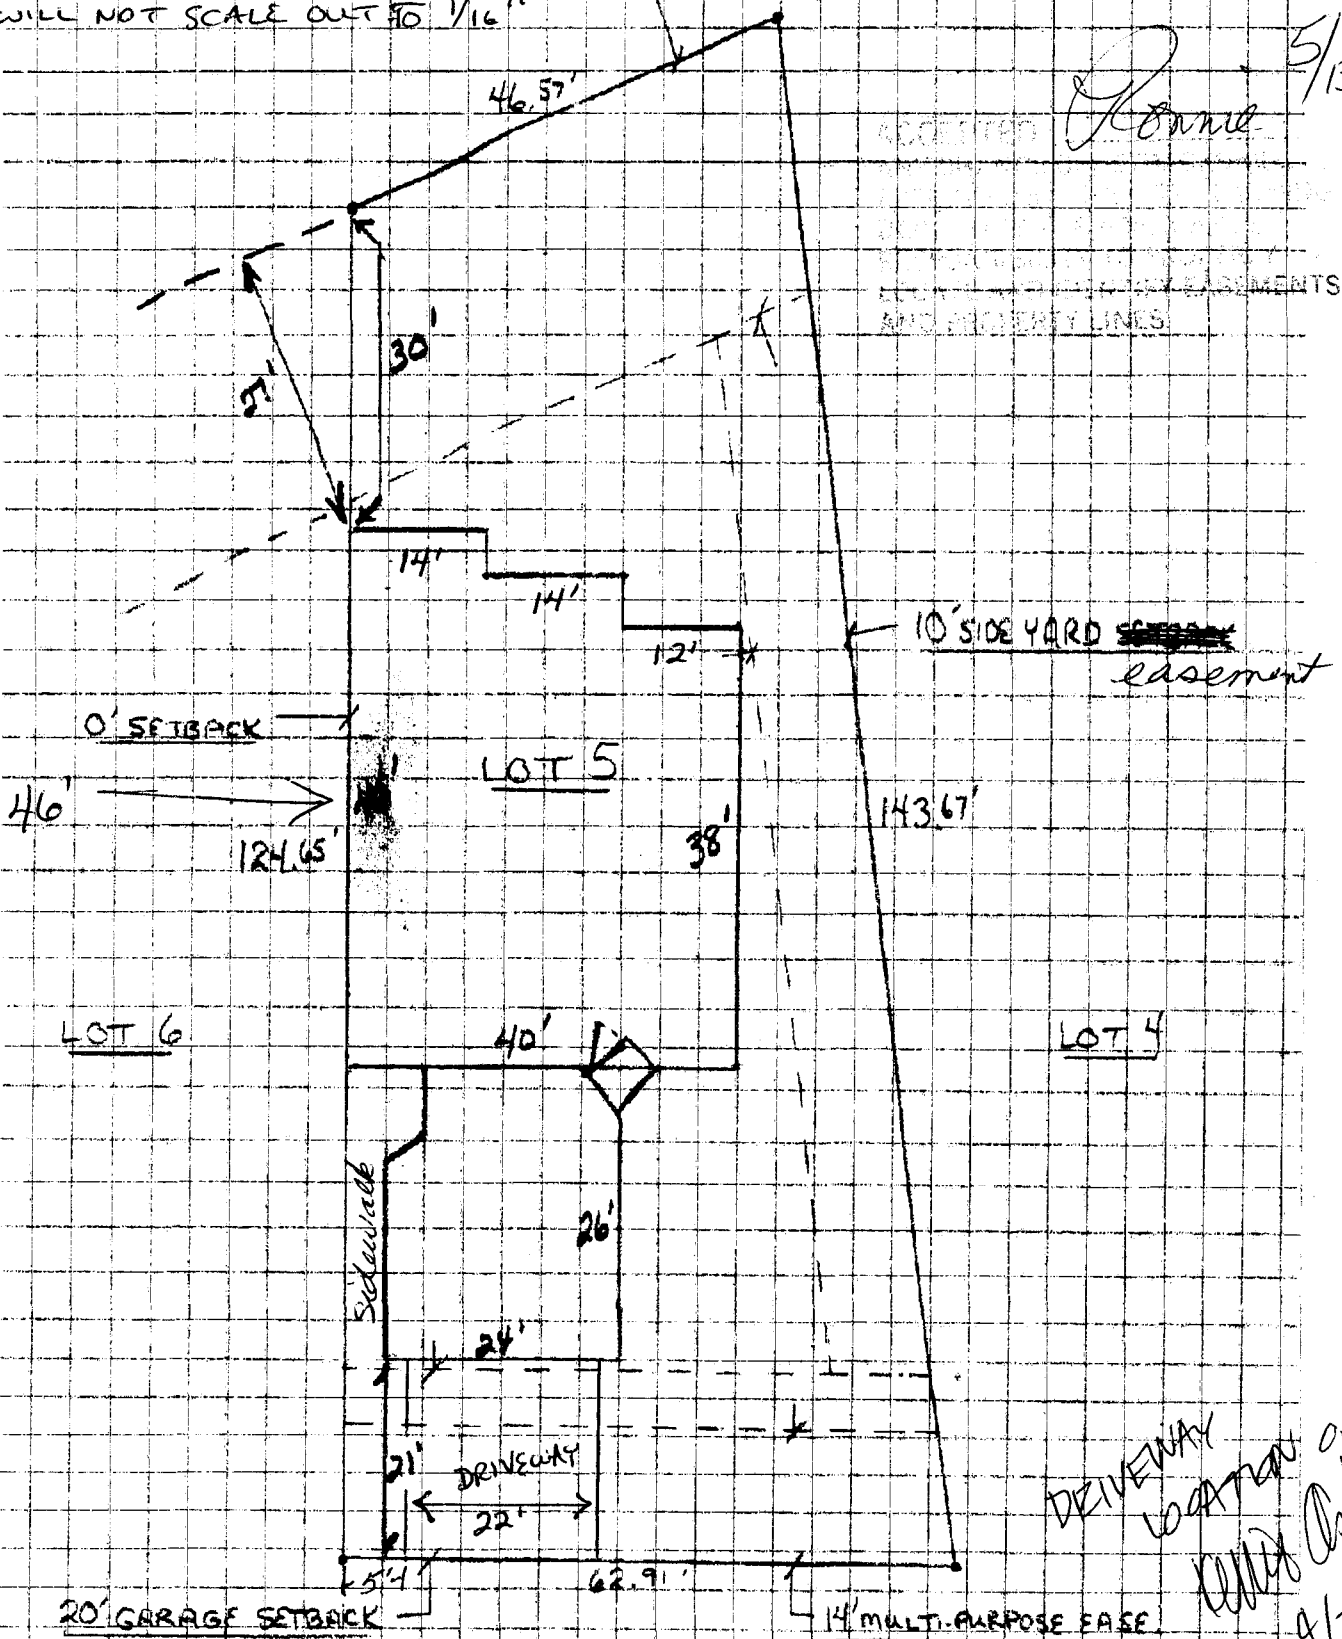 WILL NOT SCALE OUT TO 1/16"
5/13
46.57'
Ronnie
ACCEPTED
EASEMENTS
AND PROPERTY LINES
30'
27'
14'
14'
12'
10' SIDE YARD
easement
0' SETBACK
LOT 5
46'
124.65'
38'
143.67'
LOT 6
40'
LOT 4
Sidewalk
26'
24'
21'
DRIVEWAY
22'
DRIVEWAY
LOCATION
5'
62.91'
20' GARAGE SETBACK
14' MULTI-PURPOSE EASE.